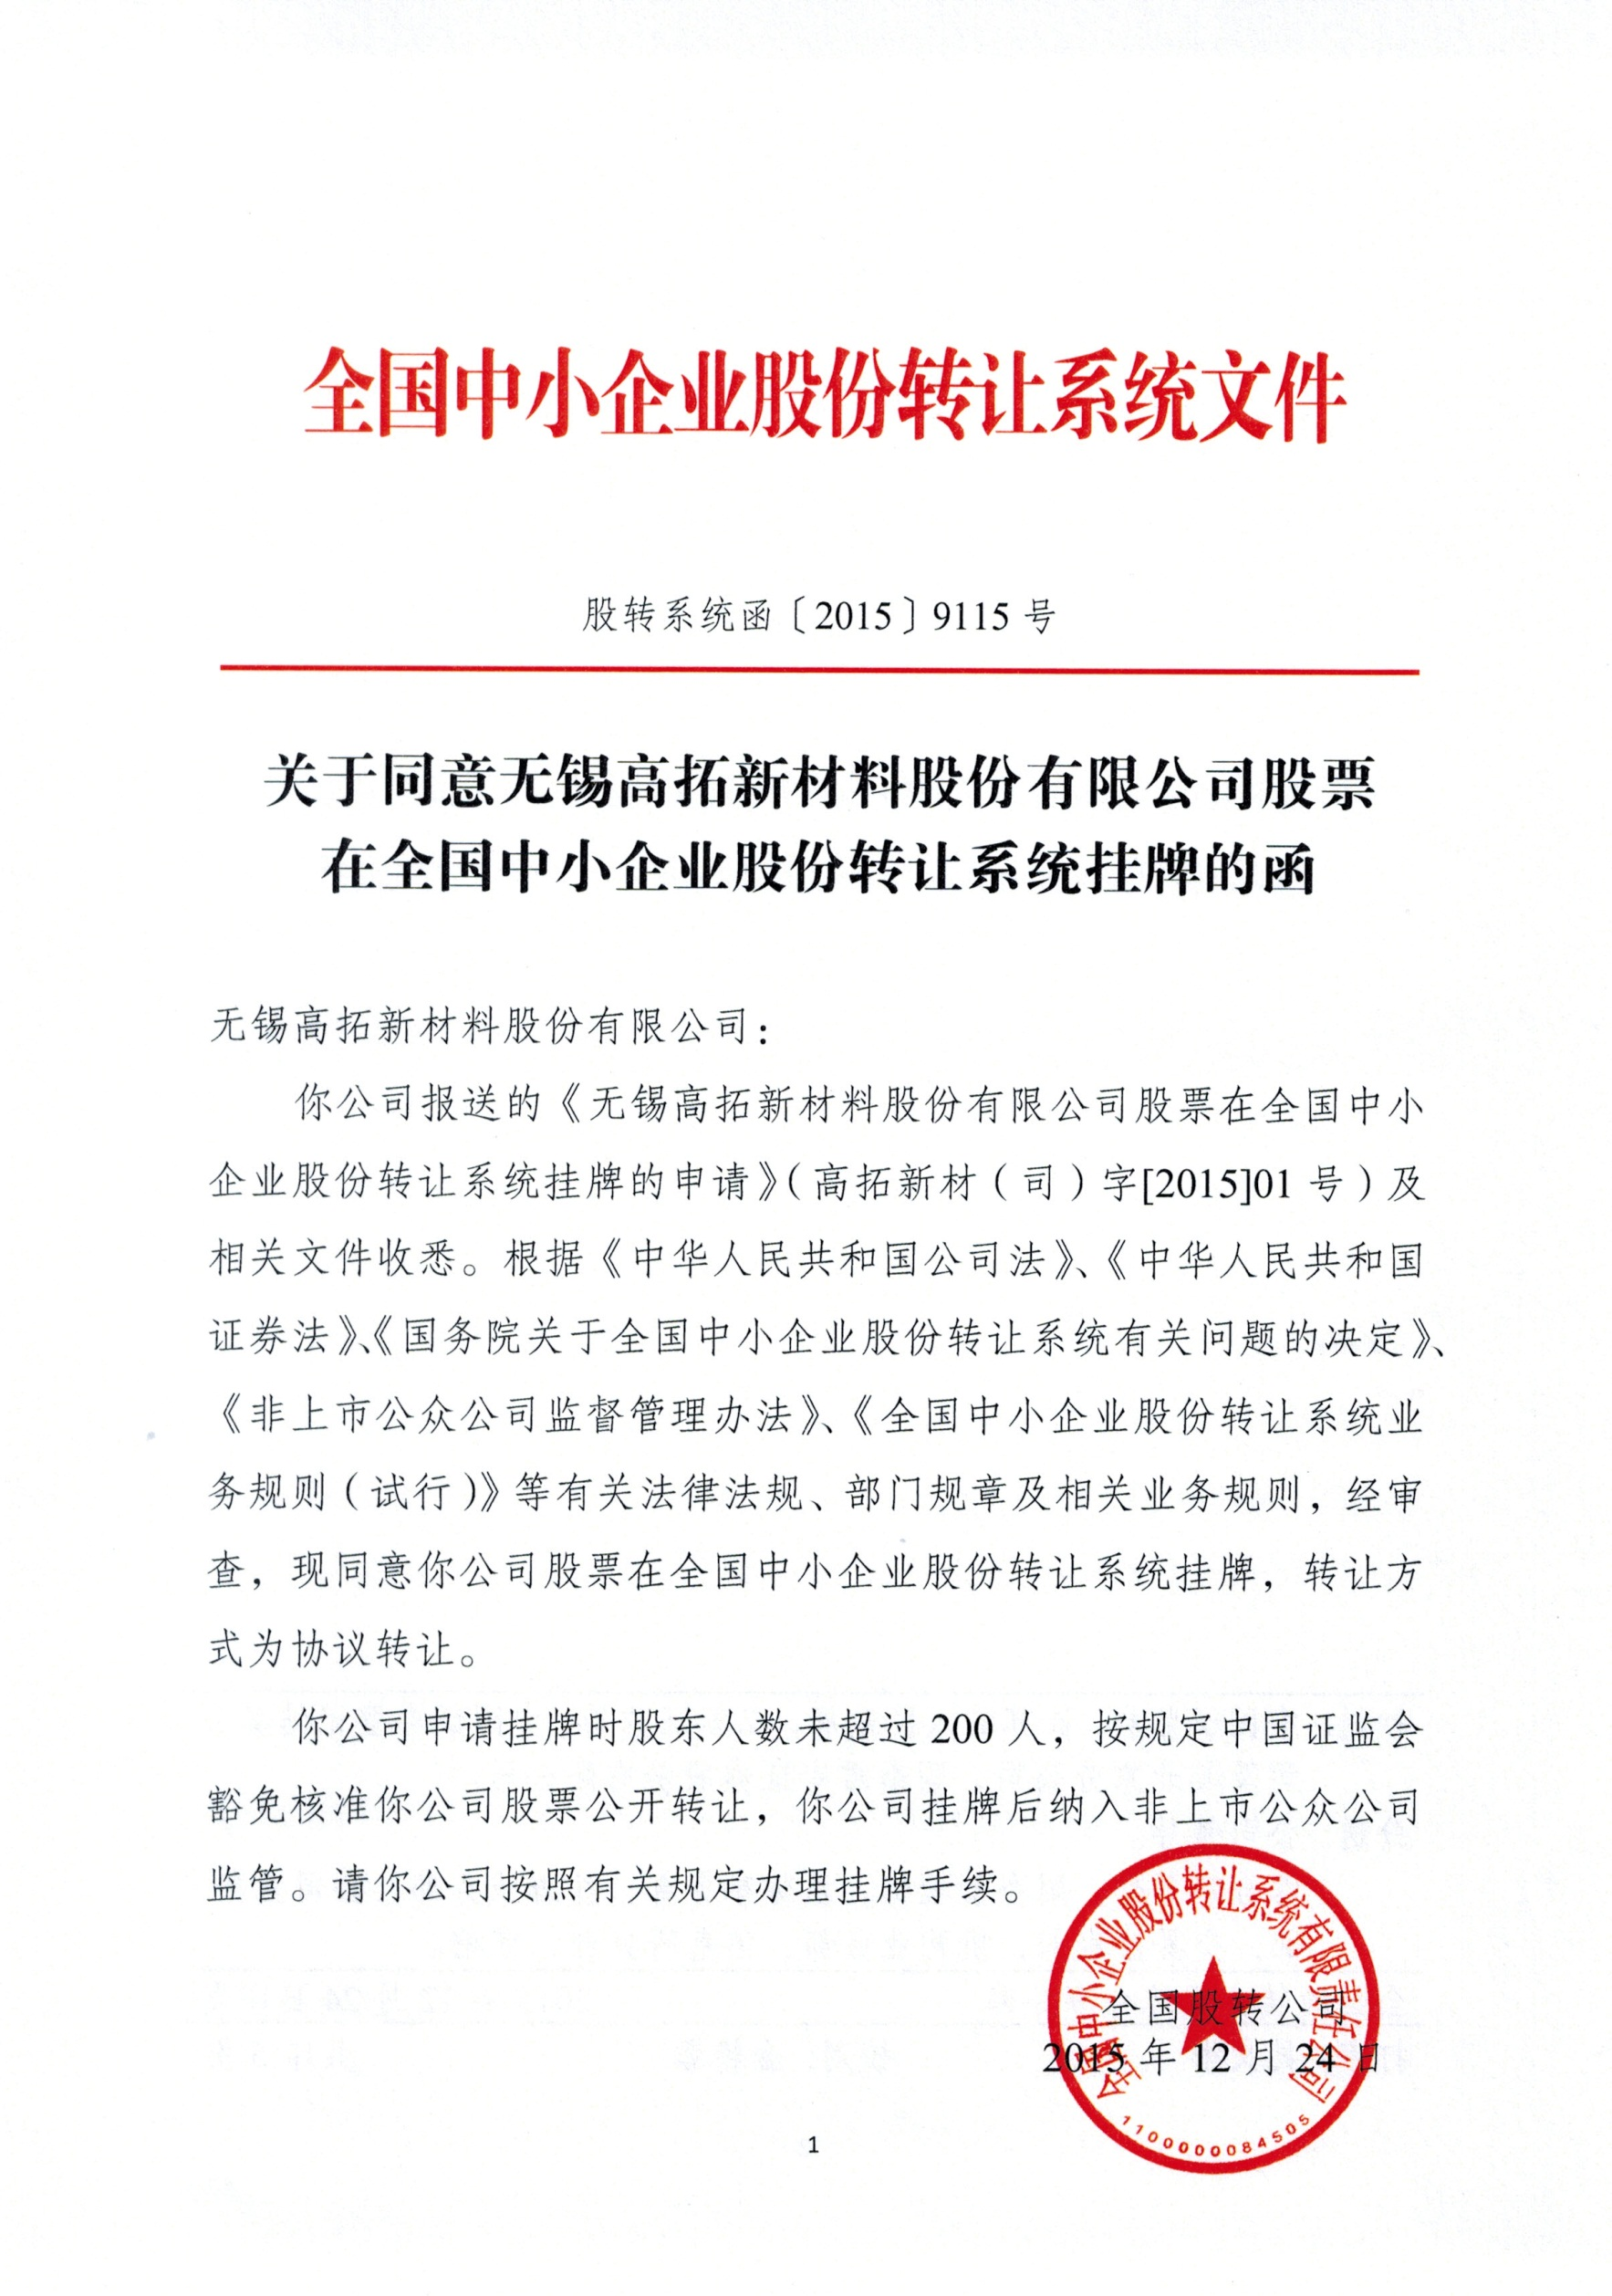 全国中小企业股份转让系统文件
股转系统函〔2015〕9115 号
关于同意无锡高拓新材料股份有限公司股票
在全国中小企业股份转让系统挂牌的函
无锡高拓新材料股份有限公司：
你公司报送的《无锡高拓新材料股份有限公司股票在全国中小
企业股份转让系统挂牌的申请》（高拓新材（司）字[2015]01 号）及
相关文件收悉。根据《中华人民共和国公司法》、《中华人民共和国
证券法》、《国务院关于全国中小企业股份转让系统有关问题的决定》、
《非上市公众公司监督管理办法》、《全国中小企业股份转让系统业
务规则（试行）》等有关法律法规、部门规章及相关业务规则，经审
查，现同意你公司股票在全国中小企业股份转让系统挂牌，转让方
式为协议转让。
你公司申请挂牌时股东人数未超过 200 人，按规定中国证监会
豁免核准你公司股票公开转让，你公司挂牌后纳入非上市公众公司
监管。请你公司按照有关规定办理挂牌手续。
全国中小企业股份转让系统有限责任公司
全国股转公司
2015 年 12 月 24 日
1100000084505
1